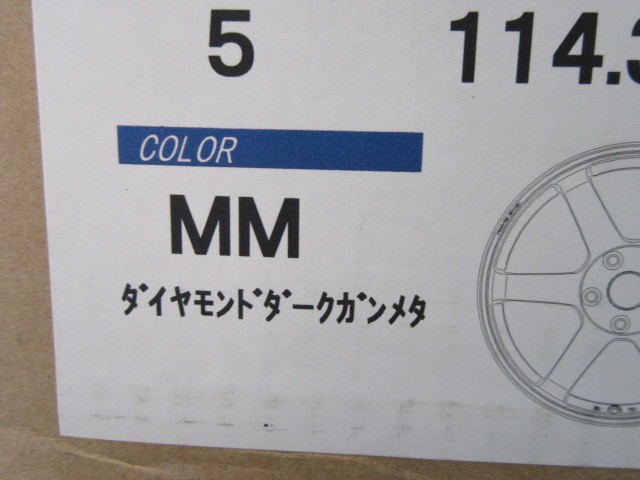 5 114.3
COLOR
MM
ﾀﾞｲﾔﾓﾝﾄﾞﾀﾞｰｸｶﾞﾝﾒﾀ